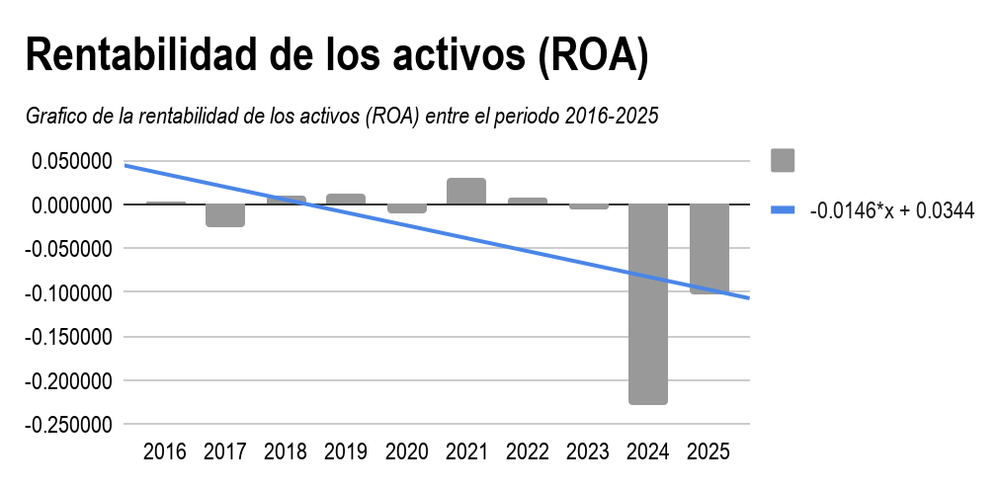 Rentabilidad de los activos (ROA)
Grafico de la rentabilidad de los activos (ROA) entre el periodo 2016-2025
0.050000
0.000000
-0.050000
-0.100000
-0.150000
-0.200000
-0.250000
2016 2017 2018 2019 2020 2021 2022 2023 2024 2025
-0.0146*x + 0.0344